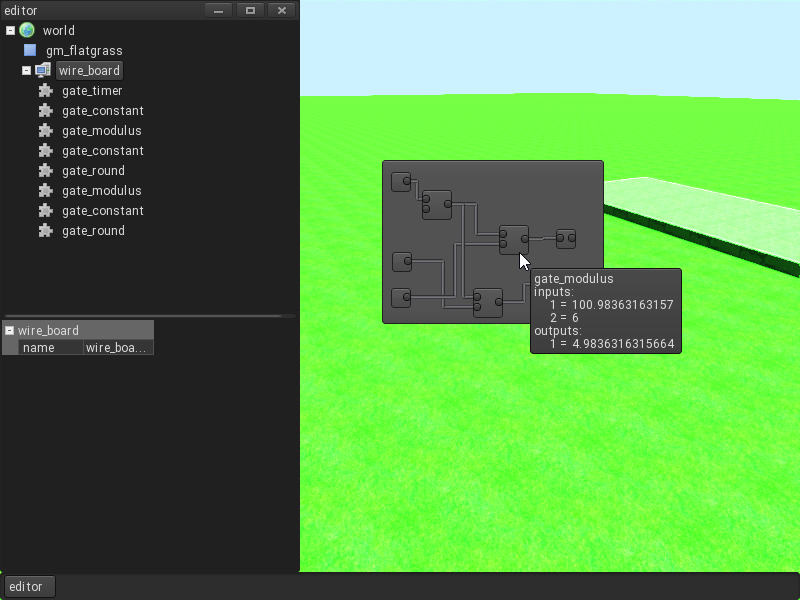 editor
world
gm_flatgrass
wire_board
gate_timer
gate_constant
gate_modulus
gate_constant
gate_round
gate_modulus
gate_constant
gate_round
wire_board
name wire_boa...
gate_modulus
inputs:
1 = 100.98363163157
2 = 6
outputs:
1 = 4.9836316315664
editor